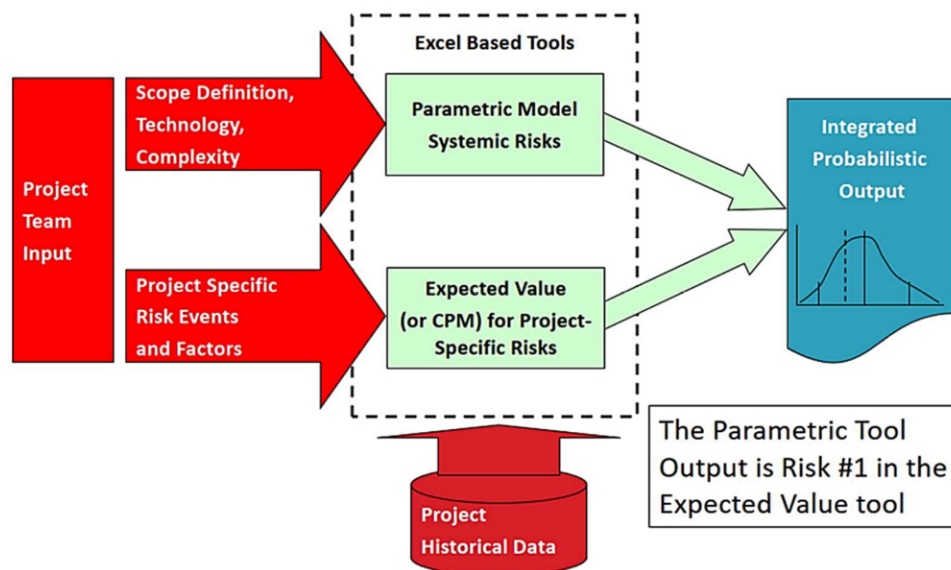 Excel Based Tools
Project
Team
Input
Scope Definition,
Technology,
Complexity
Parametric Model
Systemic Risks
Integrated
Probabilistic
Output
Project Specific
Risk Events
and Factors
Expected Value
(or CPM) for Project-
Specific Risks
Project
Historical Data
The Parametric Tool
Output is Risk #1 in the
Expected Value tool